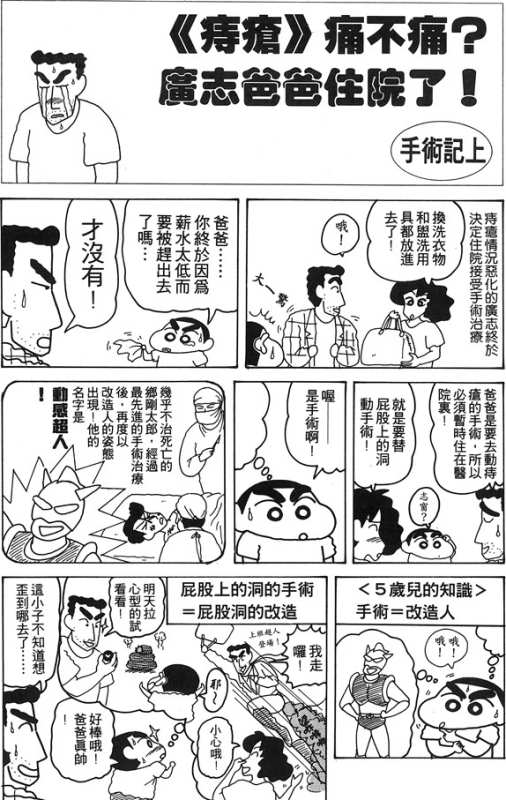 《痔瘡》痛不痛？
廣志爸爸住院了！
手術記上
痔瘡情況惡化的廣志終於
決定住院接受手術治療
換洗衣物
和盥洗用
具都放進
去了！
哦！
大一驚
爸爸……
你終於因為
薪水太低而
要被趕出去
了嗎…
才沒有！
爸爸是要去動痔
瘡的手術，所以
必須暫時住在醫
院裏！
志窗？
就是要替
屁股上的洞
動手術！
喔——
是手術啊！
幾乎不治死亡的
鄉剛太郎，經過
最先進的手術治療
後，再度以
改造人的姿態
出現！他的
名字是
動感超人
！
＜５歲兒的知識＞
手術＝改造人
哦！
哦！
屁股上的洞的手術
＝屁股洞的改造
我走
囉！
上班超人
登場！
小心哦！
耶～
明天拉
心型的試
看看！
好棒哦！
爸爸真帥
！
這小子不知道想
歪到哪去了……